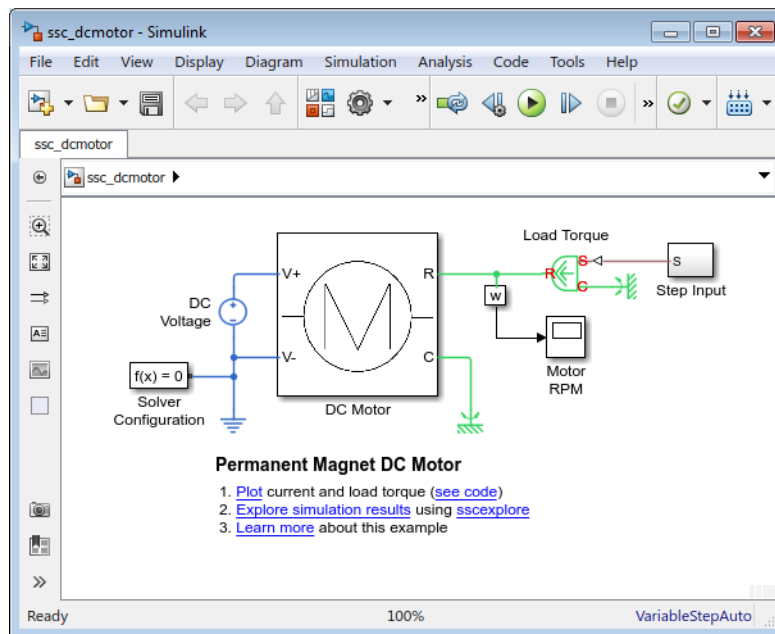 ssc_dcmotor - Simulink
File Edit View Display Diagram Simulation Analysis Code Tools Help
» »
ssc_dcmotor
ssc_dcmotor
Load Torque
V+
R
R
S
S
C
DC
Voltage
w
Step Input
V-
C
f(x) = 0
Motor
RPM
Solver
Configuration
DC Motor
Permanent Magnet DC Motor
1. Plot current and load torque (see code)
2. Explore simulation results using sscexplore
3. Learn more about this example
Ready 100% VariableStepAuto